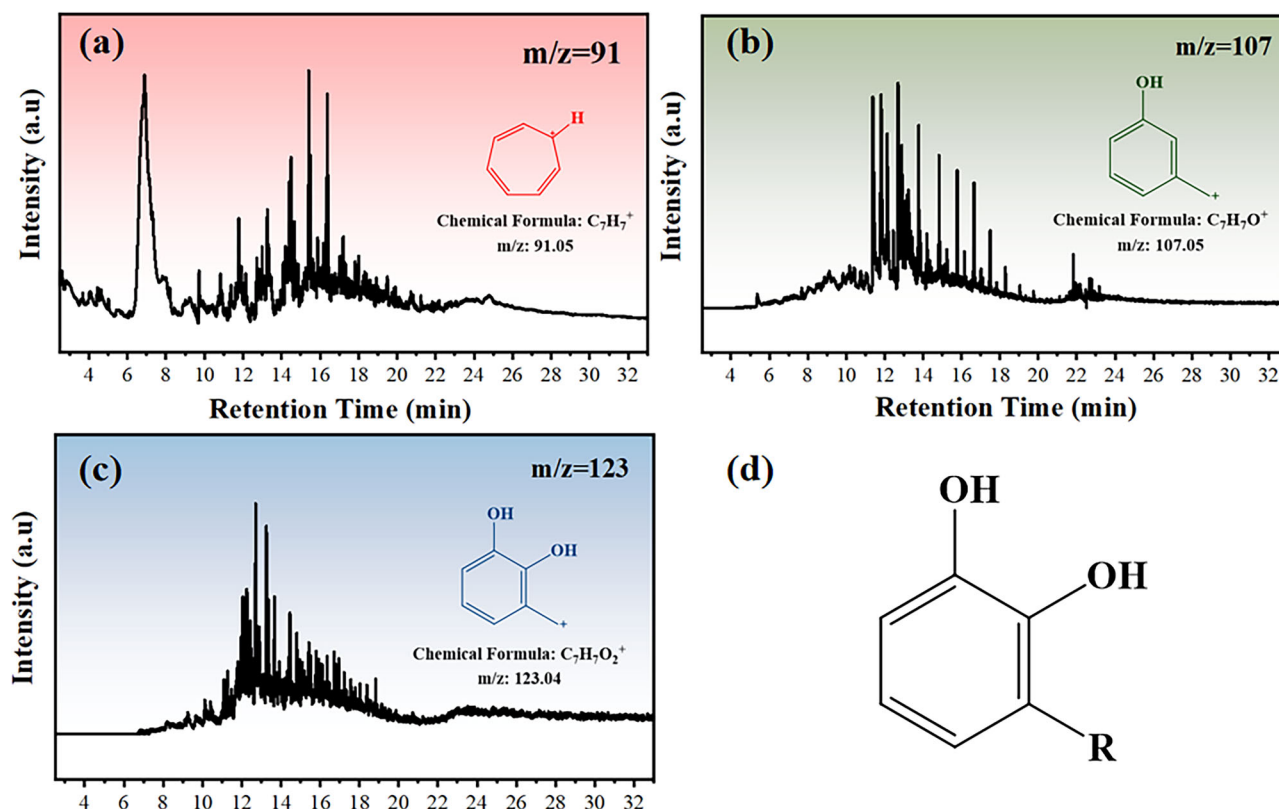 (a)
m/z=91
H
+
Chemical Formula: C₇H₇⁺
m/z: 91.05
Intensity (a.u)
4 6 8 10 12 14 16 18 20 22 24 26 28 30 32
Retention Time (min)
(b)
m/z=107
OH
+
Chemical Formula: C₇H₇O⁺
m/z: 107.05
Intensity (a.u)
4 6 8 10 12 14 16 18 20 22 24 26 28 30 32
Retention Time (min)
(c)
m/z=123
OH
OH
+
Chemical Formula: C₇H₇O₂⁺
m/z: 123.04
Intensity (a.u)
4 6 8 10 12 14 16 18 20 22 24 26 28 30 32
Retention Time (min)
(d)
OH
OH
R